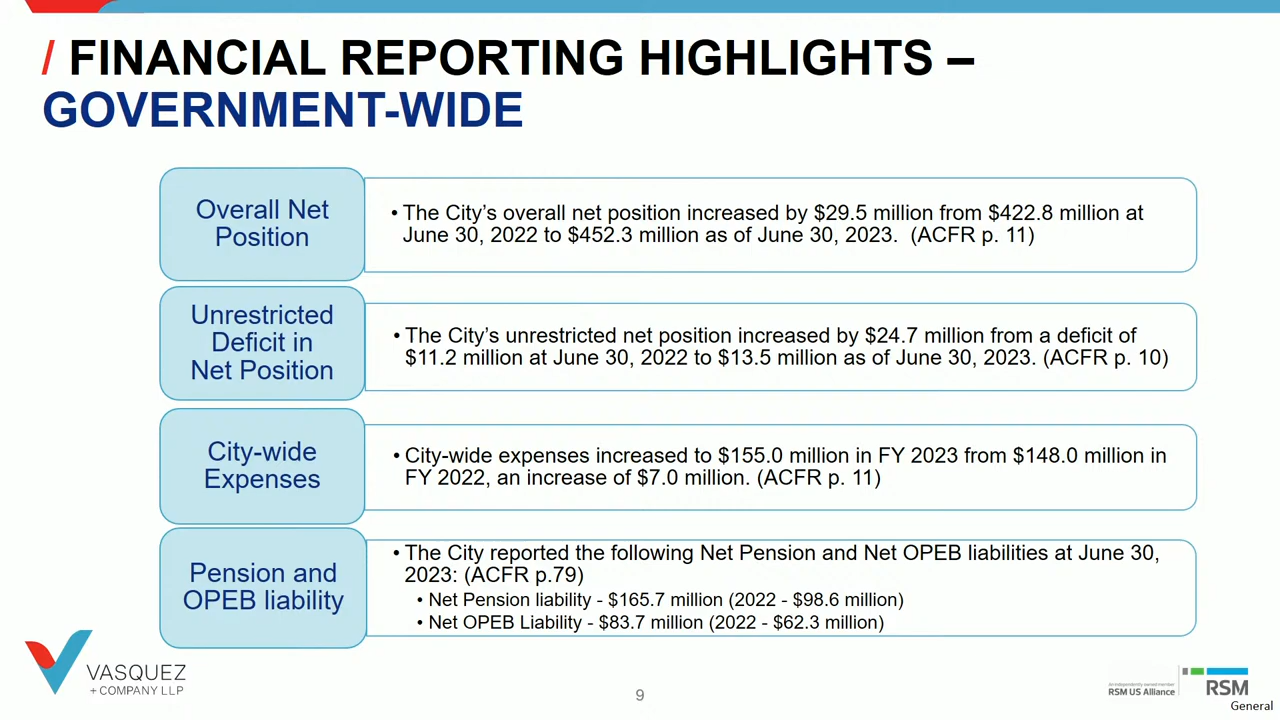 / FINANCIAL REPORTING HIGHLIGHTS –
GOVERNMENT-WIDE
Overall Net
Position
• The City’s overall net position increased by $29.5 million from $422.8 million at
June 30, 2022 to $452.3 million as of June 30, 2023. (ACFR p. 11)
Unrestricted
Deficit in
Net Position
• The City’s unrestricted net position increased by $24.7 million from a deficit of
$11.2 million at June 30, 2022 to $13.5 million as of June 30, 2023. (ACFR p. 10)
City-wide
Expenses
• City-wide expenses increased to $155.0 million in FY 2023 from $148.0 million in
FY 2022, an increase of $7.0 million. (ACFR p. 11)
Pension and
OPEB liability
• The City reported the following Net Pension and Net OPEB liabilities at June 30,
2023: (ACFR p.79)
• Net Pension liability - $165.7 million (2022 - $98.6 million)
• Net OPEB Liability - $83.7 million (2022 - $62.3 million)
VASQUEZ
+ COMPANY LLP
9
An independently owned member
RSM US Alliance
RSM
General